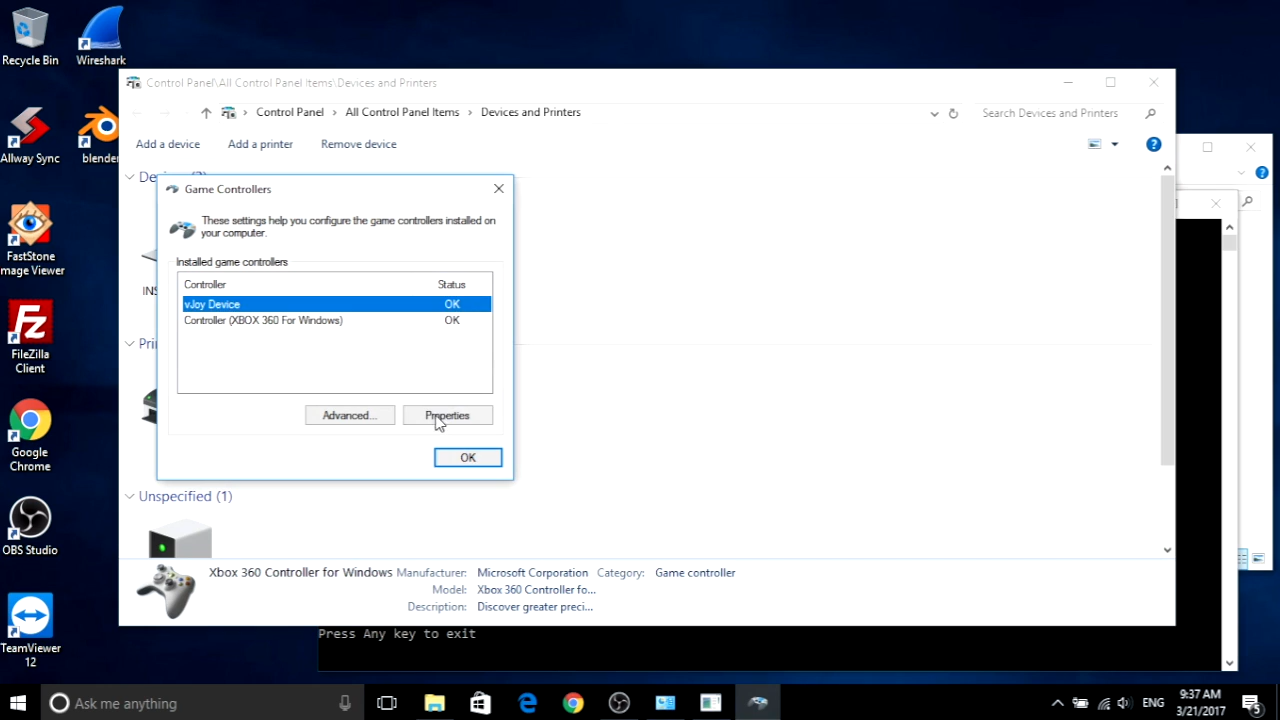 Recycle Bin
Wireshark
Allway Sync
blender
FastStone
mage Viewer
FileZilla
Client
Google
Chrome
OBS Studio
TeamViewer
12
Control Panel\All Control Panel Items\Devices and Printers
Control Panel > All Control Panel Items > Devices and Printers
Search Devices and Printers
Add a device
Add a printer
Remove device
Game Controllers
These settings help you configure the game controllers installed on
your computer.
Installed game controllers
Controller Status
vJoy Device OK
Controller (XBOX 360 For Windows) OK
Advanced...
Properties
OK
INS
Pri
Unspecified (1)
Xbox 360 Controller for Windows
Manufacturer: Microsoft Corporation
Category: Game controller
Model: Xbox 360 Controller fo...
Description: Discover greater preci...
Press Any key to exit
Ask me anything
ENG
9:37 AM
3/21/2017
5